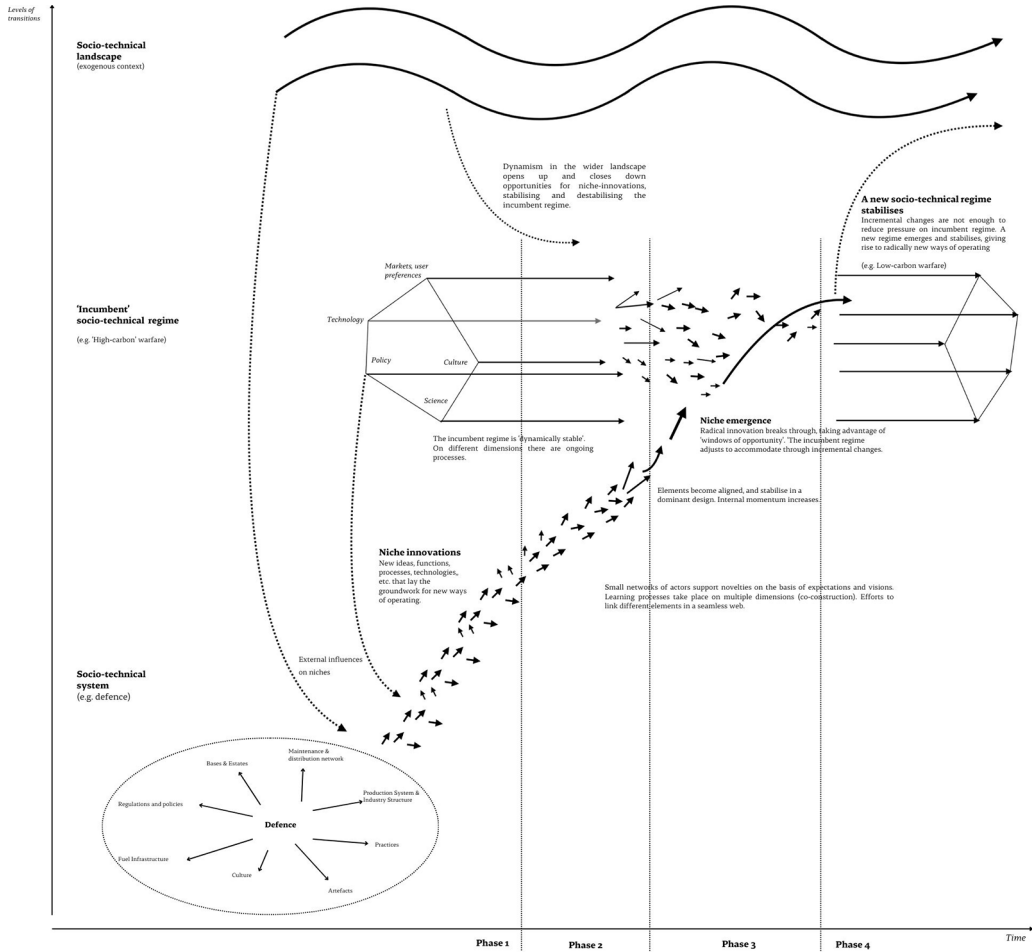 Levels of
transitions
Socio-technical
landscape
(exogenous context)
Dynamism in the wider landscape
opens up and closes down
opportunities for niche-innovations,
stabilising and destabilising the
incumbent regime.
A new socio-technical regime
stabilises
Incremental changes are not enough to
reduce pressure on incumbent regime. A
new regime emerges and stabilises, giving
rise to radically new ways of operating
(e.g. Low-carbon warfare)
'Incumbent'
socio-technical regime
(e.g. 'High-carbon' warfare)
Markets, user
preferences
Technology
Policy
Culture
Science
The incumbent regime is 'dynamically stable'.
On different dimensions there are ongoing
processes.
Niche emergence
Radical innovation breaks through, taking advantage of
'windows of opportunity'. 'The incumbent regime
adjusts to accommodate through incremental changes.
Elements become aligned, and stabilise in a
dominant design. Internal momentum increases.
Niche innovations
New ideas, functions,
processes, technologies,,
etc. that lay the
groundwork for new ways
of operating.
Small networks of actors support novelties on the basis of expectations and visions.
Learning processes take place on multiple dimensions (co-construction). Efforts to
link different elements in a seamless web.
External influences
on niches
Socio-technical
system
(e.g. defence)
Maintenance &
distribution network
Bases & Estates
Production System &
Industry Structure
Regulations and policies
Defence
Practices
Fuel Infrastructure
Culture
Artefacts
Phase 1
Phase 2
Phase 3
Phase 4
Time